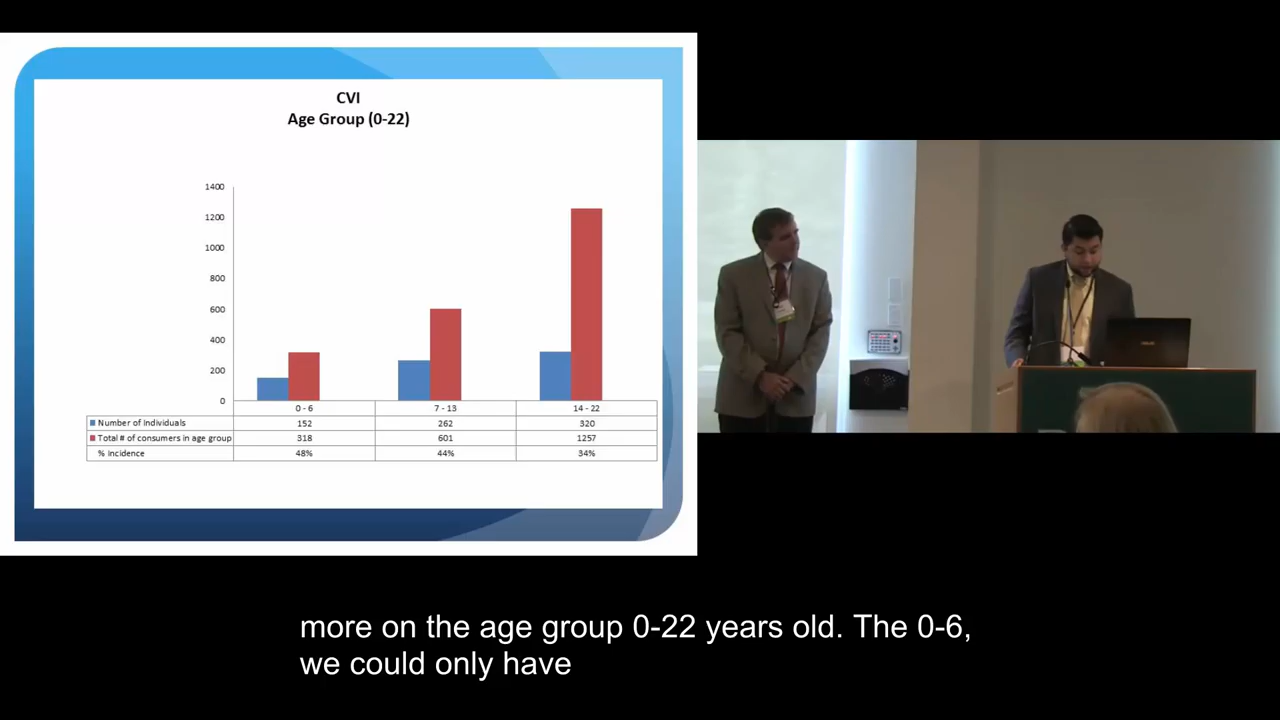 CVI
Age Group (0-22)
1400
1200
1000
800
600
400
200
0
0 - 6 7 - 13 14 - 22
Number of individuals 152 262 320
Total # of consumers in age group 318 601 1257
% incidence 48% 44% 34%
more on the age group 0-22 years old. The 0-6,
we could only have